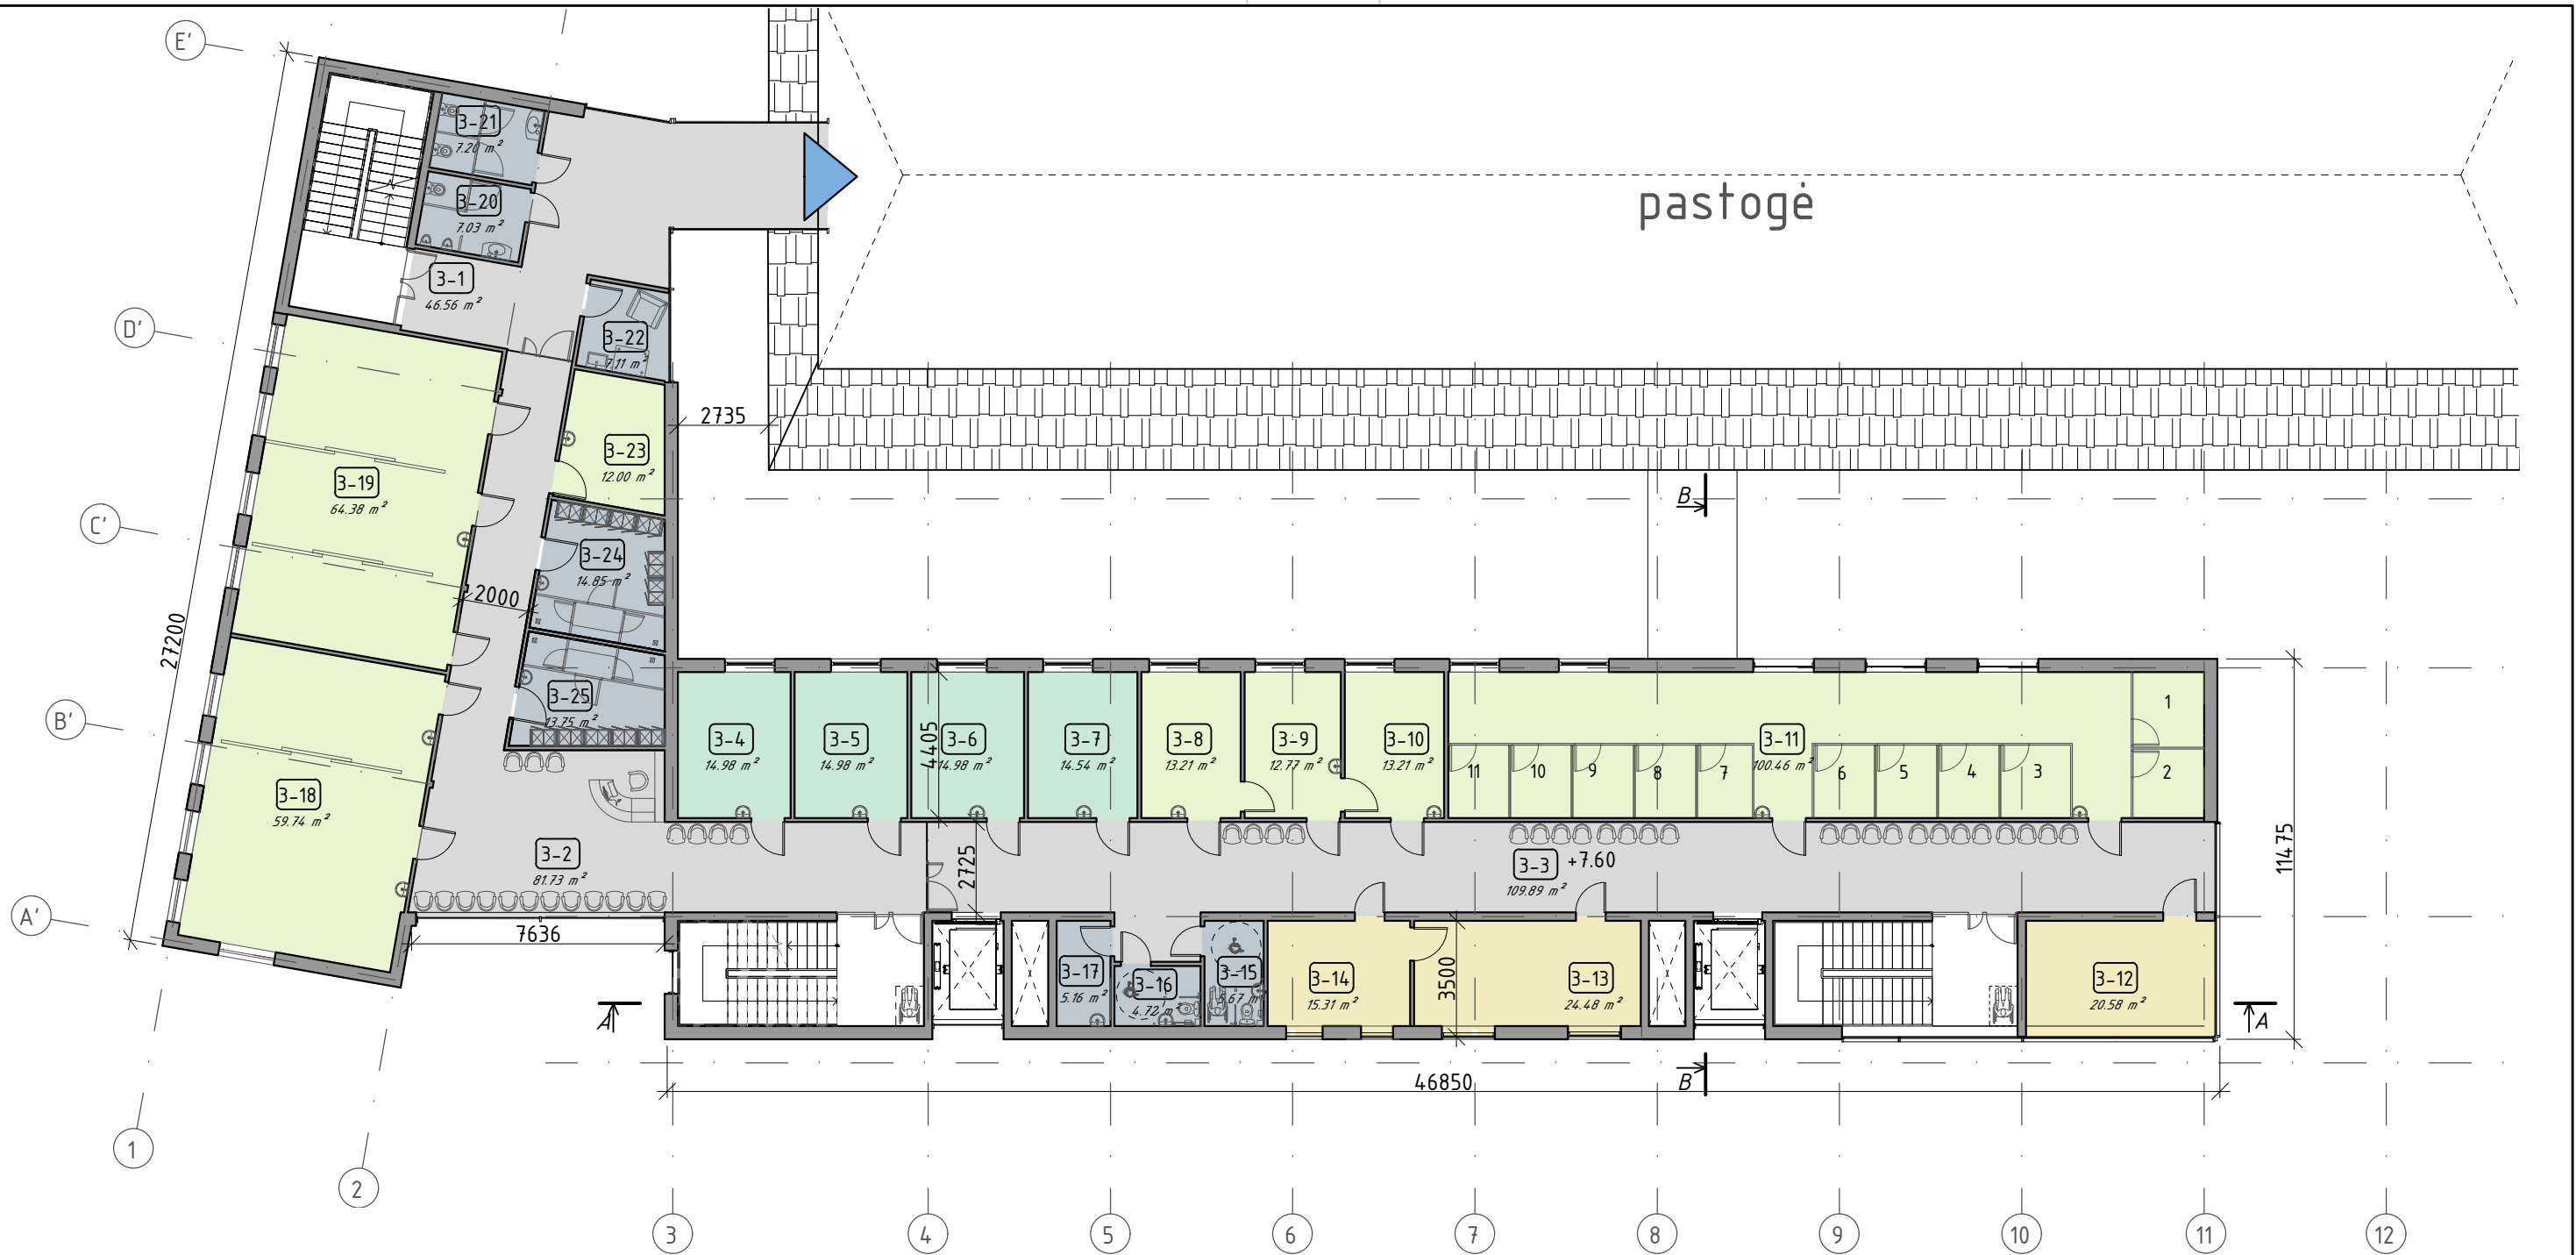 E'
3-21
7.20 m²
pastogė
3-20
7.03 m²
3-1
46.56 m²
D'
3-22
7.11 m²
2735
3-23
12.00 m²
3-19
64.38 m²
B
C'
3-24
14.85 m²
2000
27200
3-25
13.75 m²
B'
3-4
14.98 m²
3-5
14.98 m²
3-6
14.98 m²
4405
3-7
14.54 m²
3-8
13.21 m²
3-9
12.77 m²
3-10
13.21 m²
3-11
100.46 m²
1
2
11
10
9
8
7
6
5
4
3
3-18
59.74 m²
3-2
81.73 m²
2725
3-3
+7.60
109.89 m²
11475
A'
7636
3-17
5.16 m²
3-16
4.72 m²
3-15
5.67 m²
3-14
15.31 m²
3500
3-13
24.48 m²
3-12
20.58 m²
A
A
46850
B
1
2
3
4
5
6
7
8
9
10
11
12